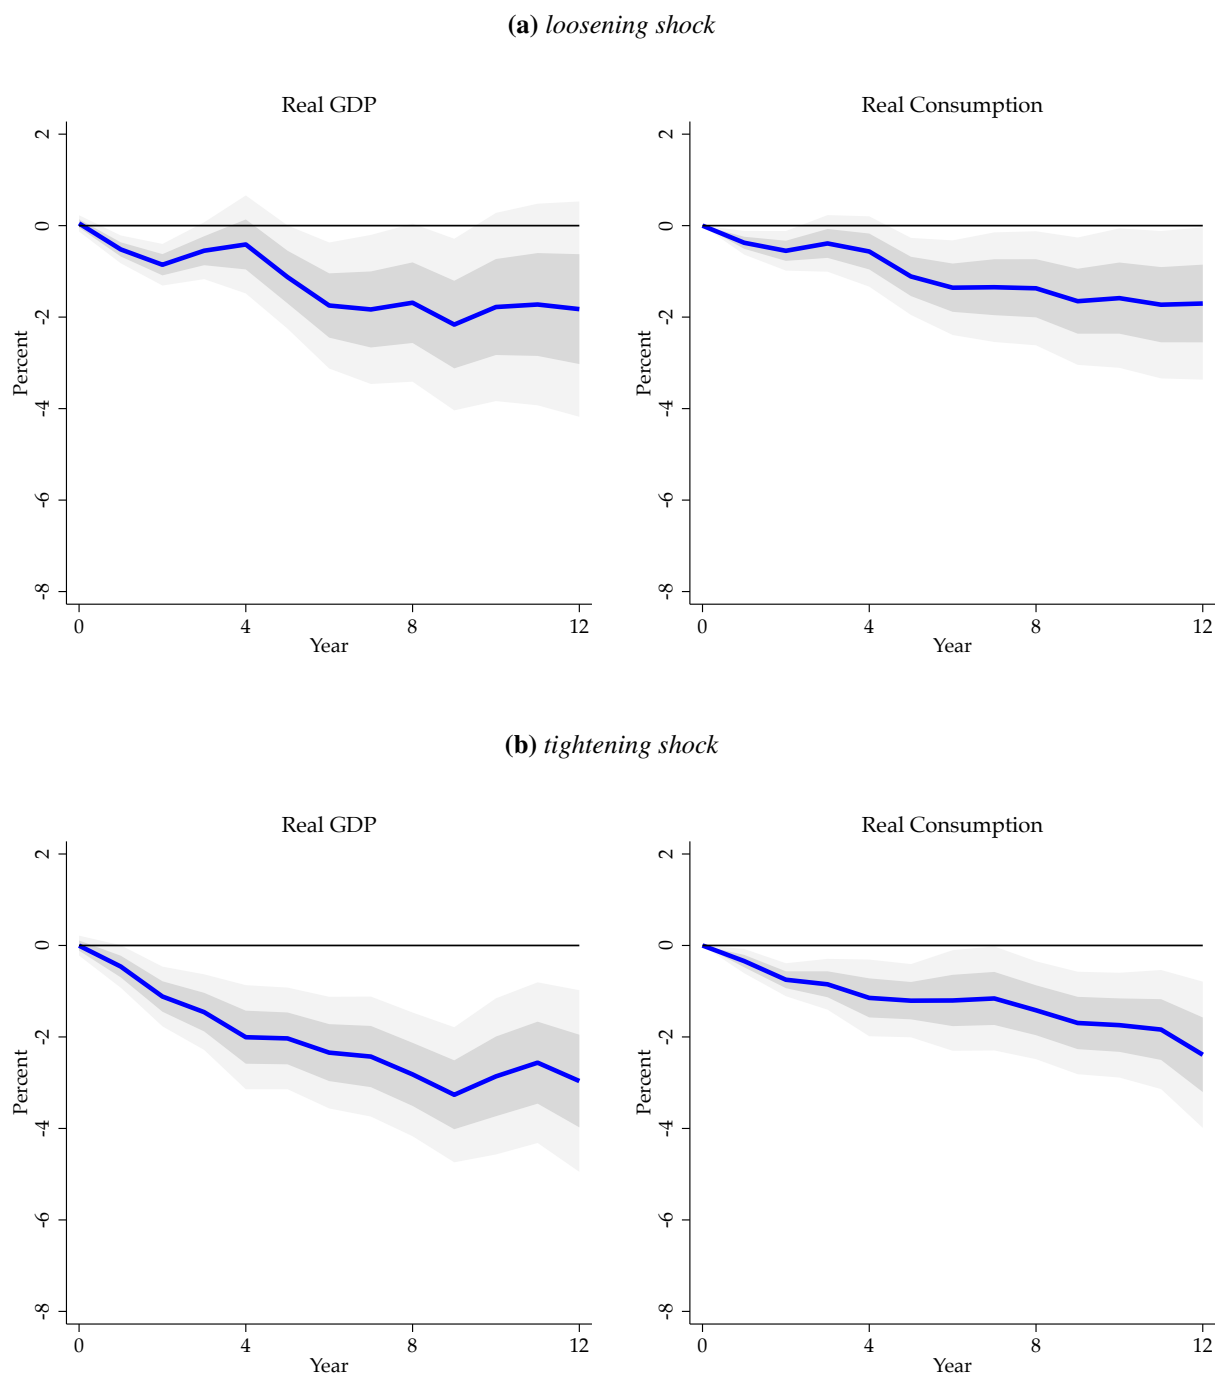 (a) loosening shock
Real GDP
Real Consumption
Percent
2
0
-2
-4
-6
-8
0 4 8 12
Year
Percent
2
0
-2
-4
-6
-8
0 4 8 12
Year
(b) tightening shock
Real GDP
Real Consumption
Percent
2
0
-2
-4
-6
-8
0 4 8 12
Year
Percent
2
0
-2
-4
-6
-8
0 4 8 12
Year